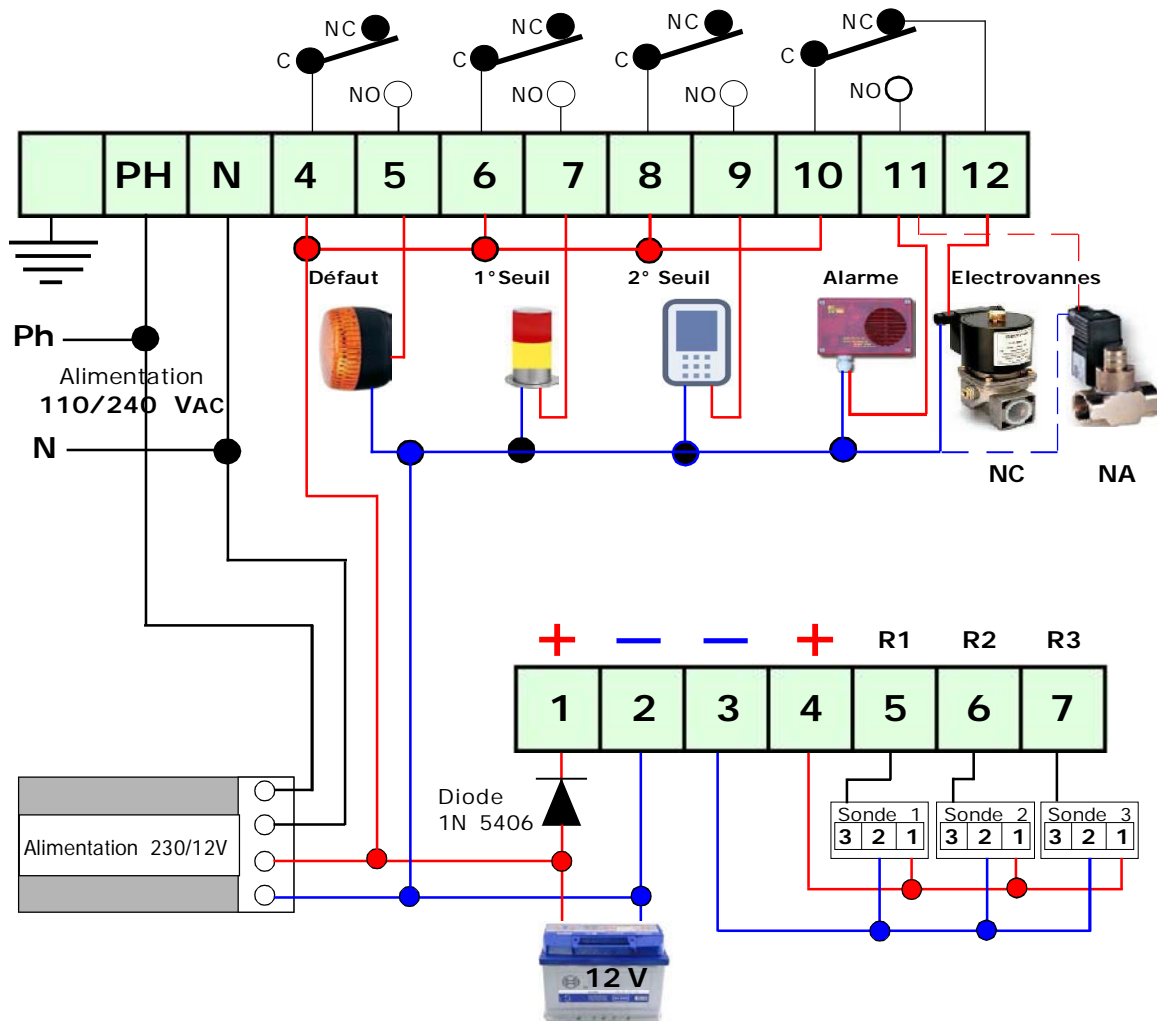 NC NC NC NC
C C C C
NO NO NO NO
PH N 4 5 6 7 8 9 10 11 12
Défaut 1°Seuil 2° Seuil Alarme Electrovannes
Ph
Alimentation
110/240 VAC
N
NC NA
+ — — + R1 R2 R3
1 2 3 4 5 6 7
Diode
1N 5406
Sonde 1 Sonde 2 Sonde 3
3 2 1 3 2 1 3 2 1
Alimentation 230/12V
12 V